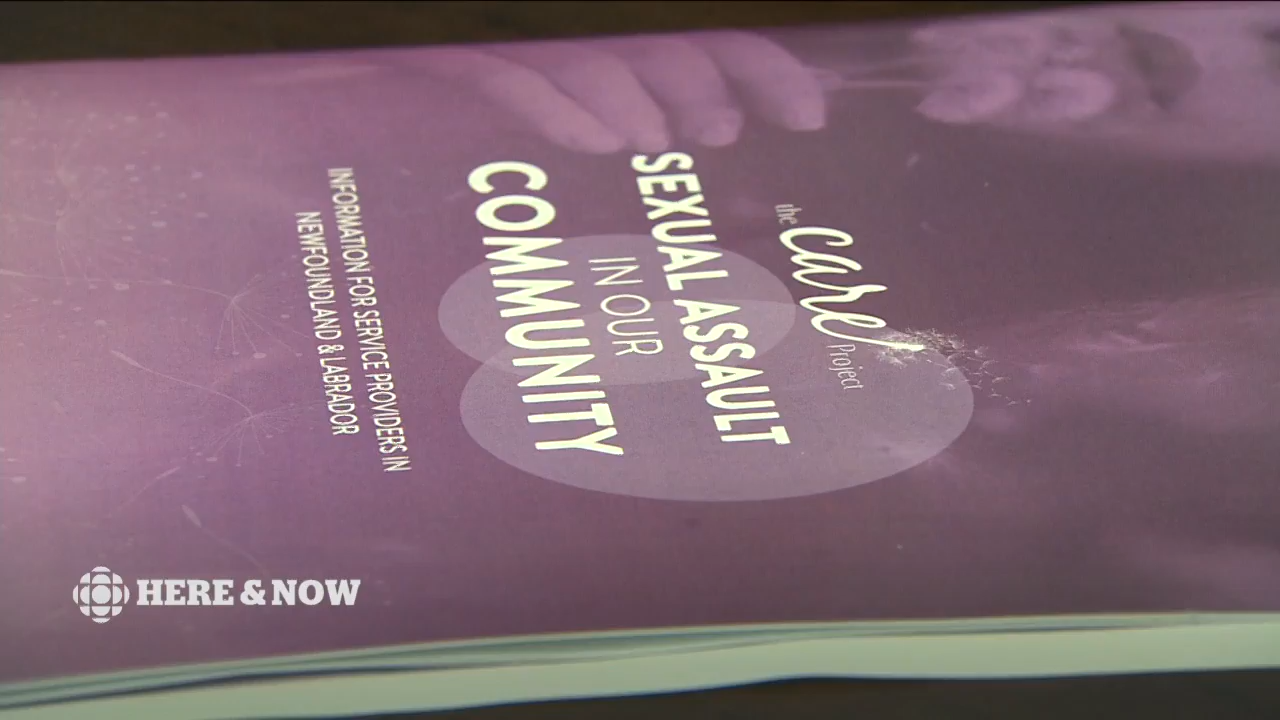 the care Project
SEXUAL ASSAULT
IN OUR
COMMUNITY
INFORMATION FOR SERVICE PROVIDERS IN
NEWFOUNDLAND & LABRADOR
HERE & NOW